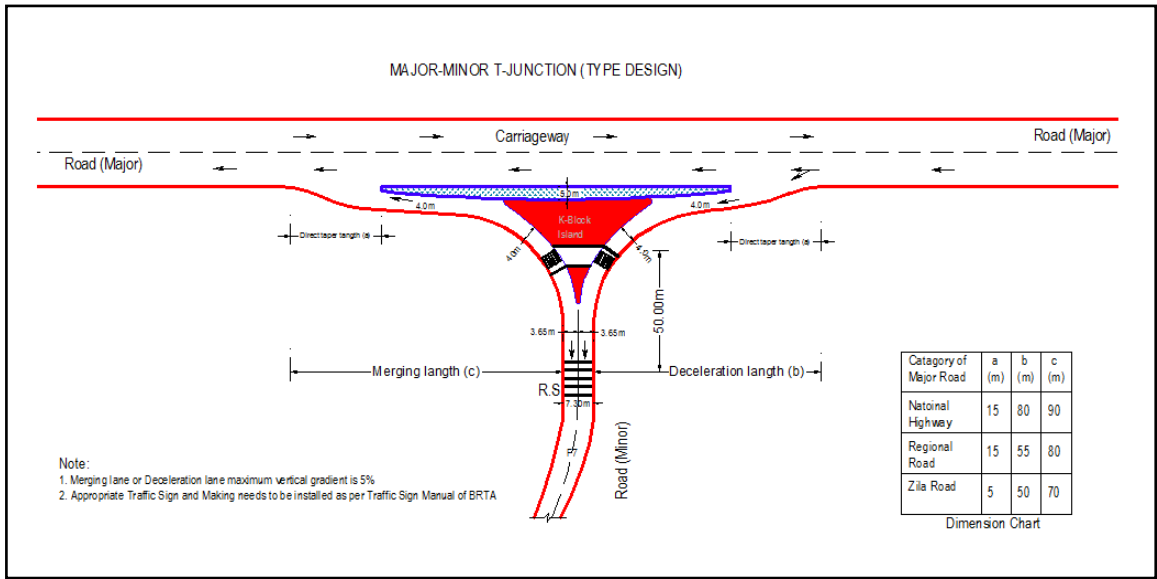 MAJOR-MINOR T-JUNCTION (TYPE DESIGN)
Carriageway
Road (Major)
Road (Major)
5.0m
4.0m
4.0m
K-Block
Island
Direct taper tangth (a)
Direct taper tangth (a)
4.0m
4.0m
50.00m
3.65m
3.65m
Merging langth (c)
Deceleration langth (b)
R.S
7.30m
Road (Minor)
Catagory of Major Road a (m) b (m) c (m)
Natoinal Highway 15 80 90
Regional Road 15 55 80
Zila Road 5 50 70
Dimension Chart
Note:
1. Merging lane or Deceleration lane maximum vertical gradient is 5%
2. Appropriate Traffic Sign and Making needs to be installed as per Traffic Sign Manual of BRTA